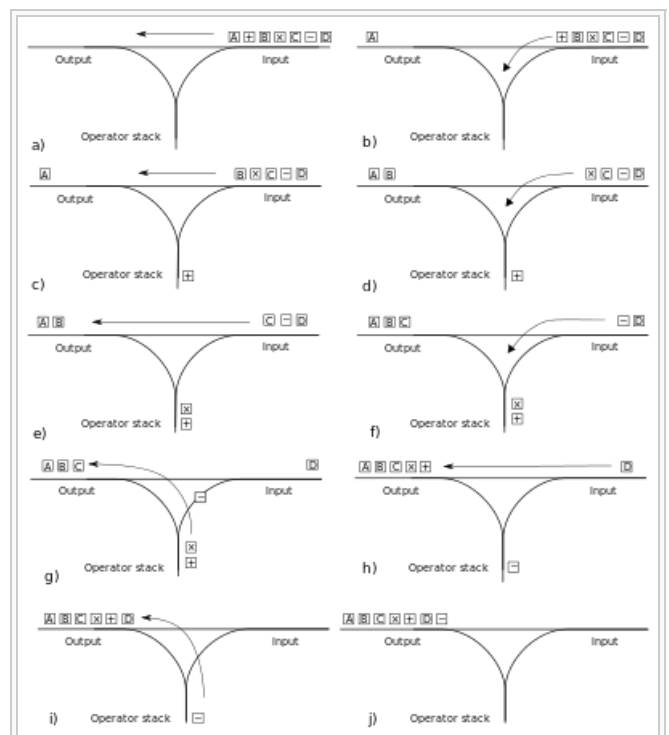 A + B × C − D
Output Input
Operator stack
a)
A + B × C − D
Output Input
Operator stack
b)
A B × C − D
Output Input
Operator stack +
c)
A B × C − D
Output Input
Operator stack +
d)
A B C − D
Output Input
×
Operator stack +
e)
A B C − D
Output Input
×
Operator stack +
f)
A B C D
Output Input
−
×
+
Operator stack
g)
A B C × + D
Output Input
Operator stack −
h)
A B C × + D
Output Input
i) Operator stack −
A B C × + D −
Output Input
j) Operator stack